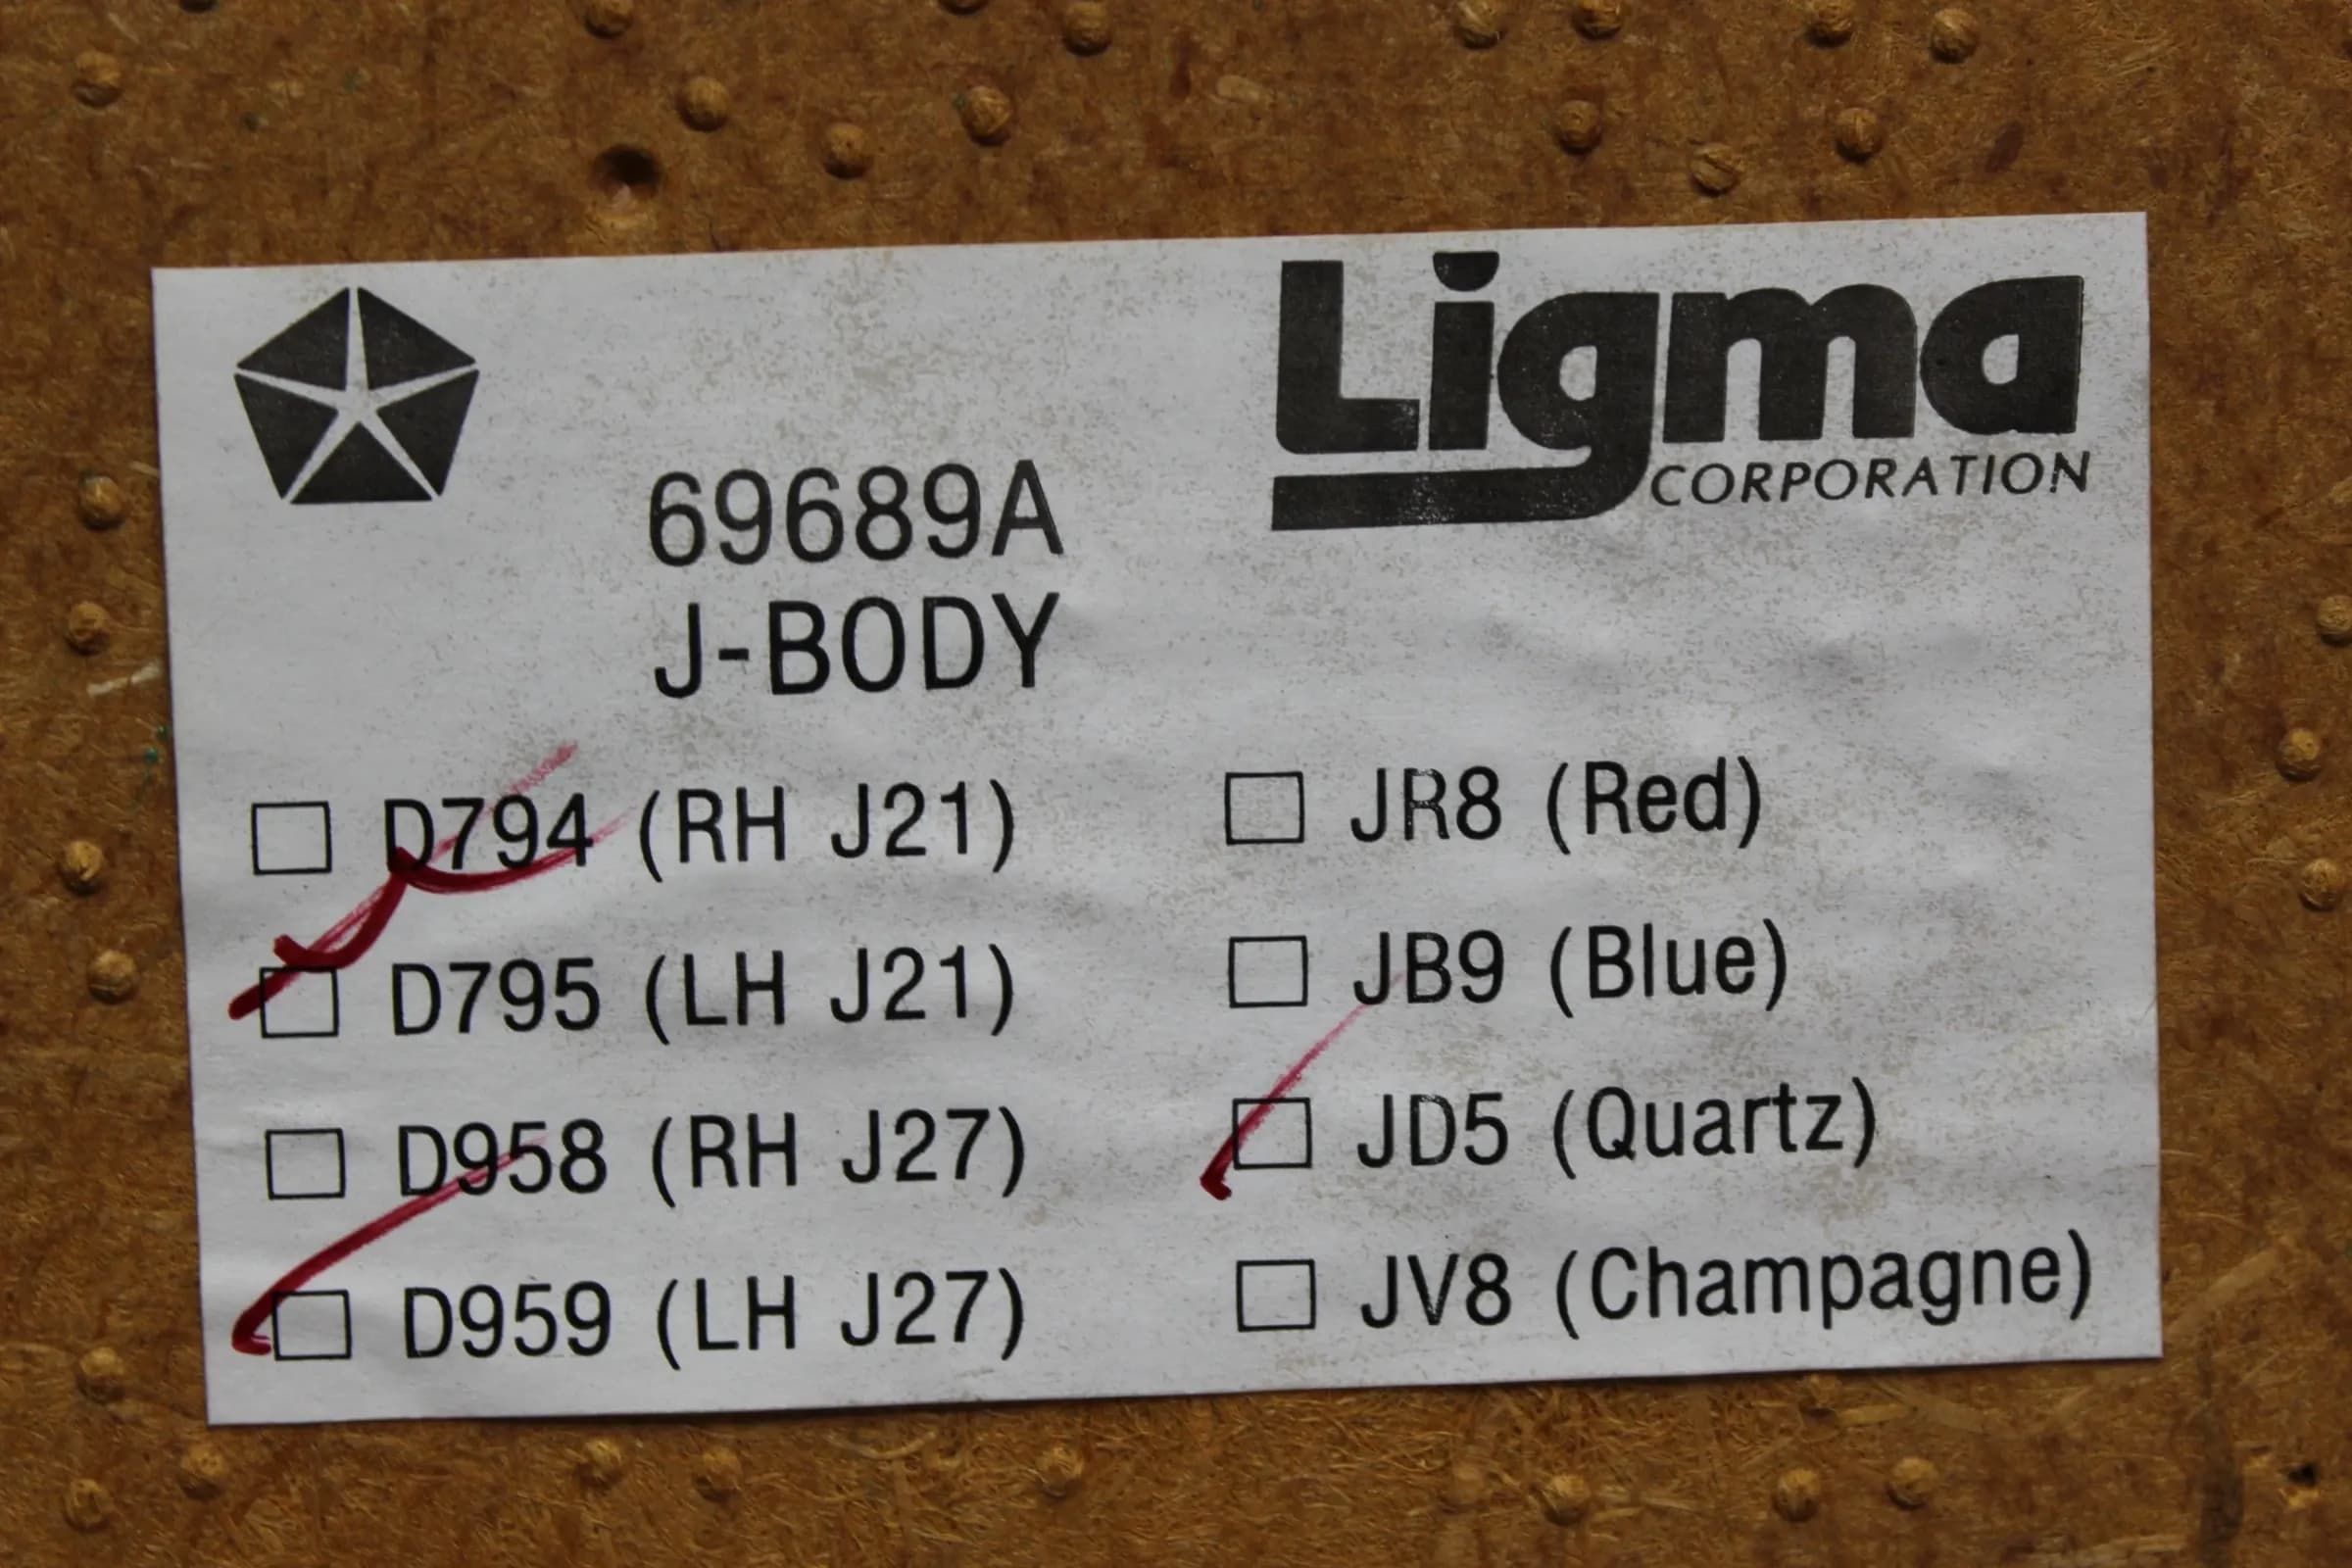 Ligma
CORPORATION
69689A
J-BODY
D794 (RH J21)
D795 (LH J21)
D958 (RH J27)
D959 (LH J27)
JR8 (Red)
JB9 (Blue)
JD5 (Quartz)
JV8 (Champagne)